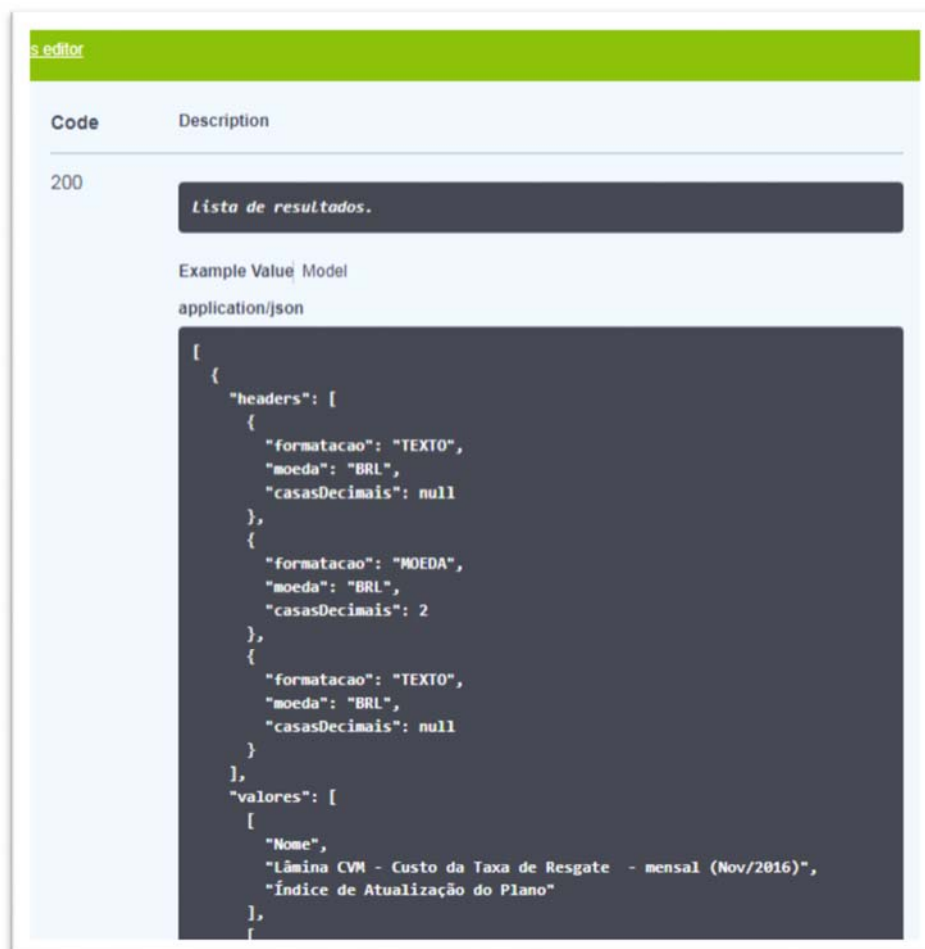 s editor
Code Description
200
Lista de resultados.
Example Value Model
application/json
[
{
"headers": [
{
"formatacao": "TEXTO",
"moeda": "BRL",
"casasDecimais": null
},
{
"formatacao": "MOEDA",
"moeda": "BRL",
"casasDecimais": 2
},
{
"formatacao": "TEXTO",
"moeda": "BRL",
"casasDecimais": null
}
],
"valores": [
[
"Nome",
"Lâmina CVM - Custo da Taxa de Resgate  - mensal (Nov/2016)",
"Índice de Atualização do Plano"
],
[